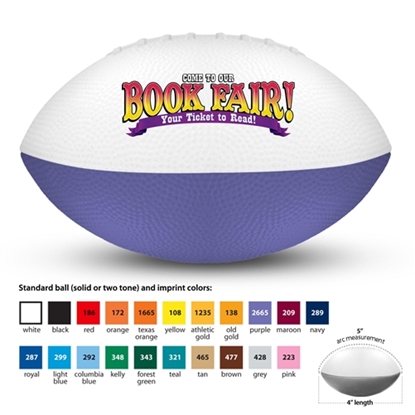 COME TO OUR
BOOK FAIR!
Your Ticket to Read!
Standard ball (solid or two tone) and imprint colors:
186 172 1665 108 1235 138 2665 209 289
white black red orange texas orange yellow athletic gold old gold purple maroon navy
287 299 292 348 343 321 465 477 428 223
royal light blue columbia blue kelly forest green teal tan brown grey pink
5"
arc measurement
4" length